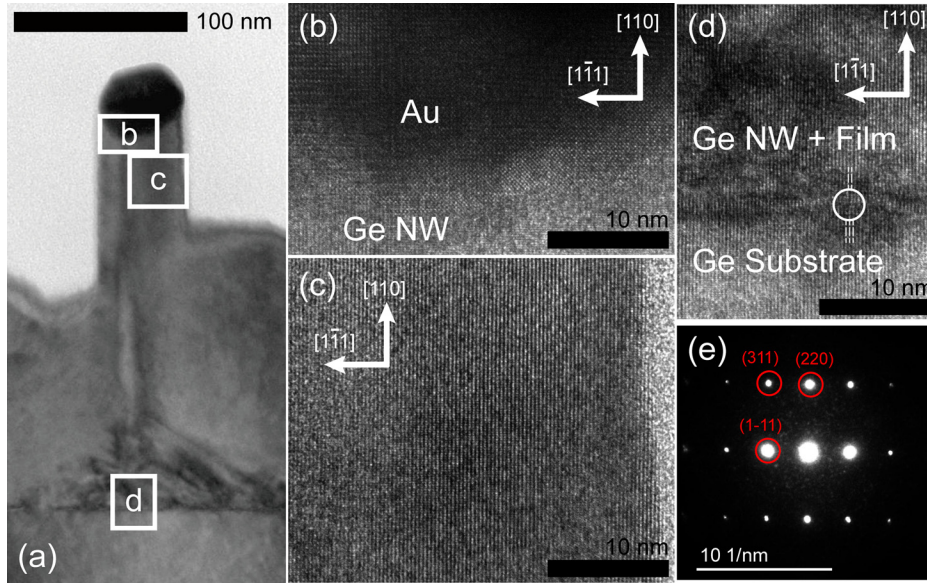 100 nm
b
c
d
(a)
(b)
[110]
[11̅1]
Au
Ge NW
10 nm
(c)
[110]
[11̅1]
10 nm
(d)
[110]
[11̅1]
Ge NW + Film
Ge Substrate
10 nm
(e)
(311)
(220)
(1-11)
10 1/nm